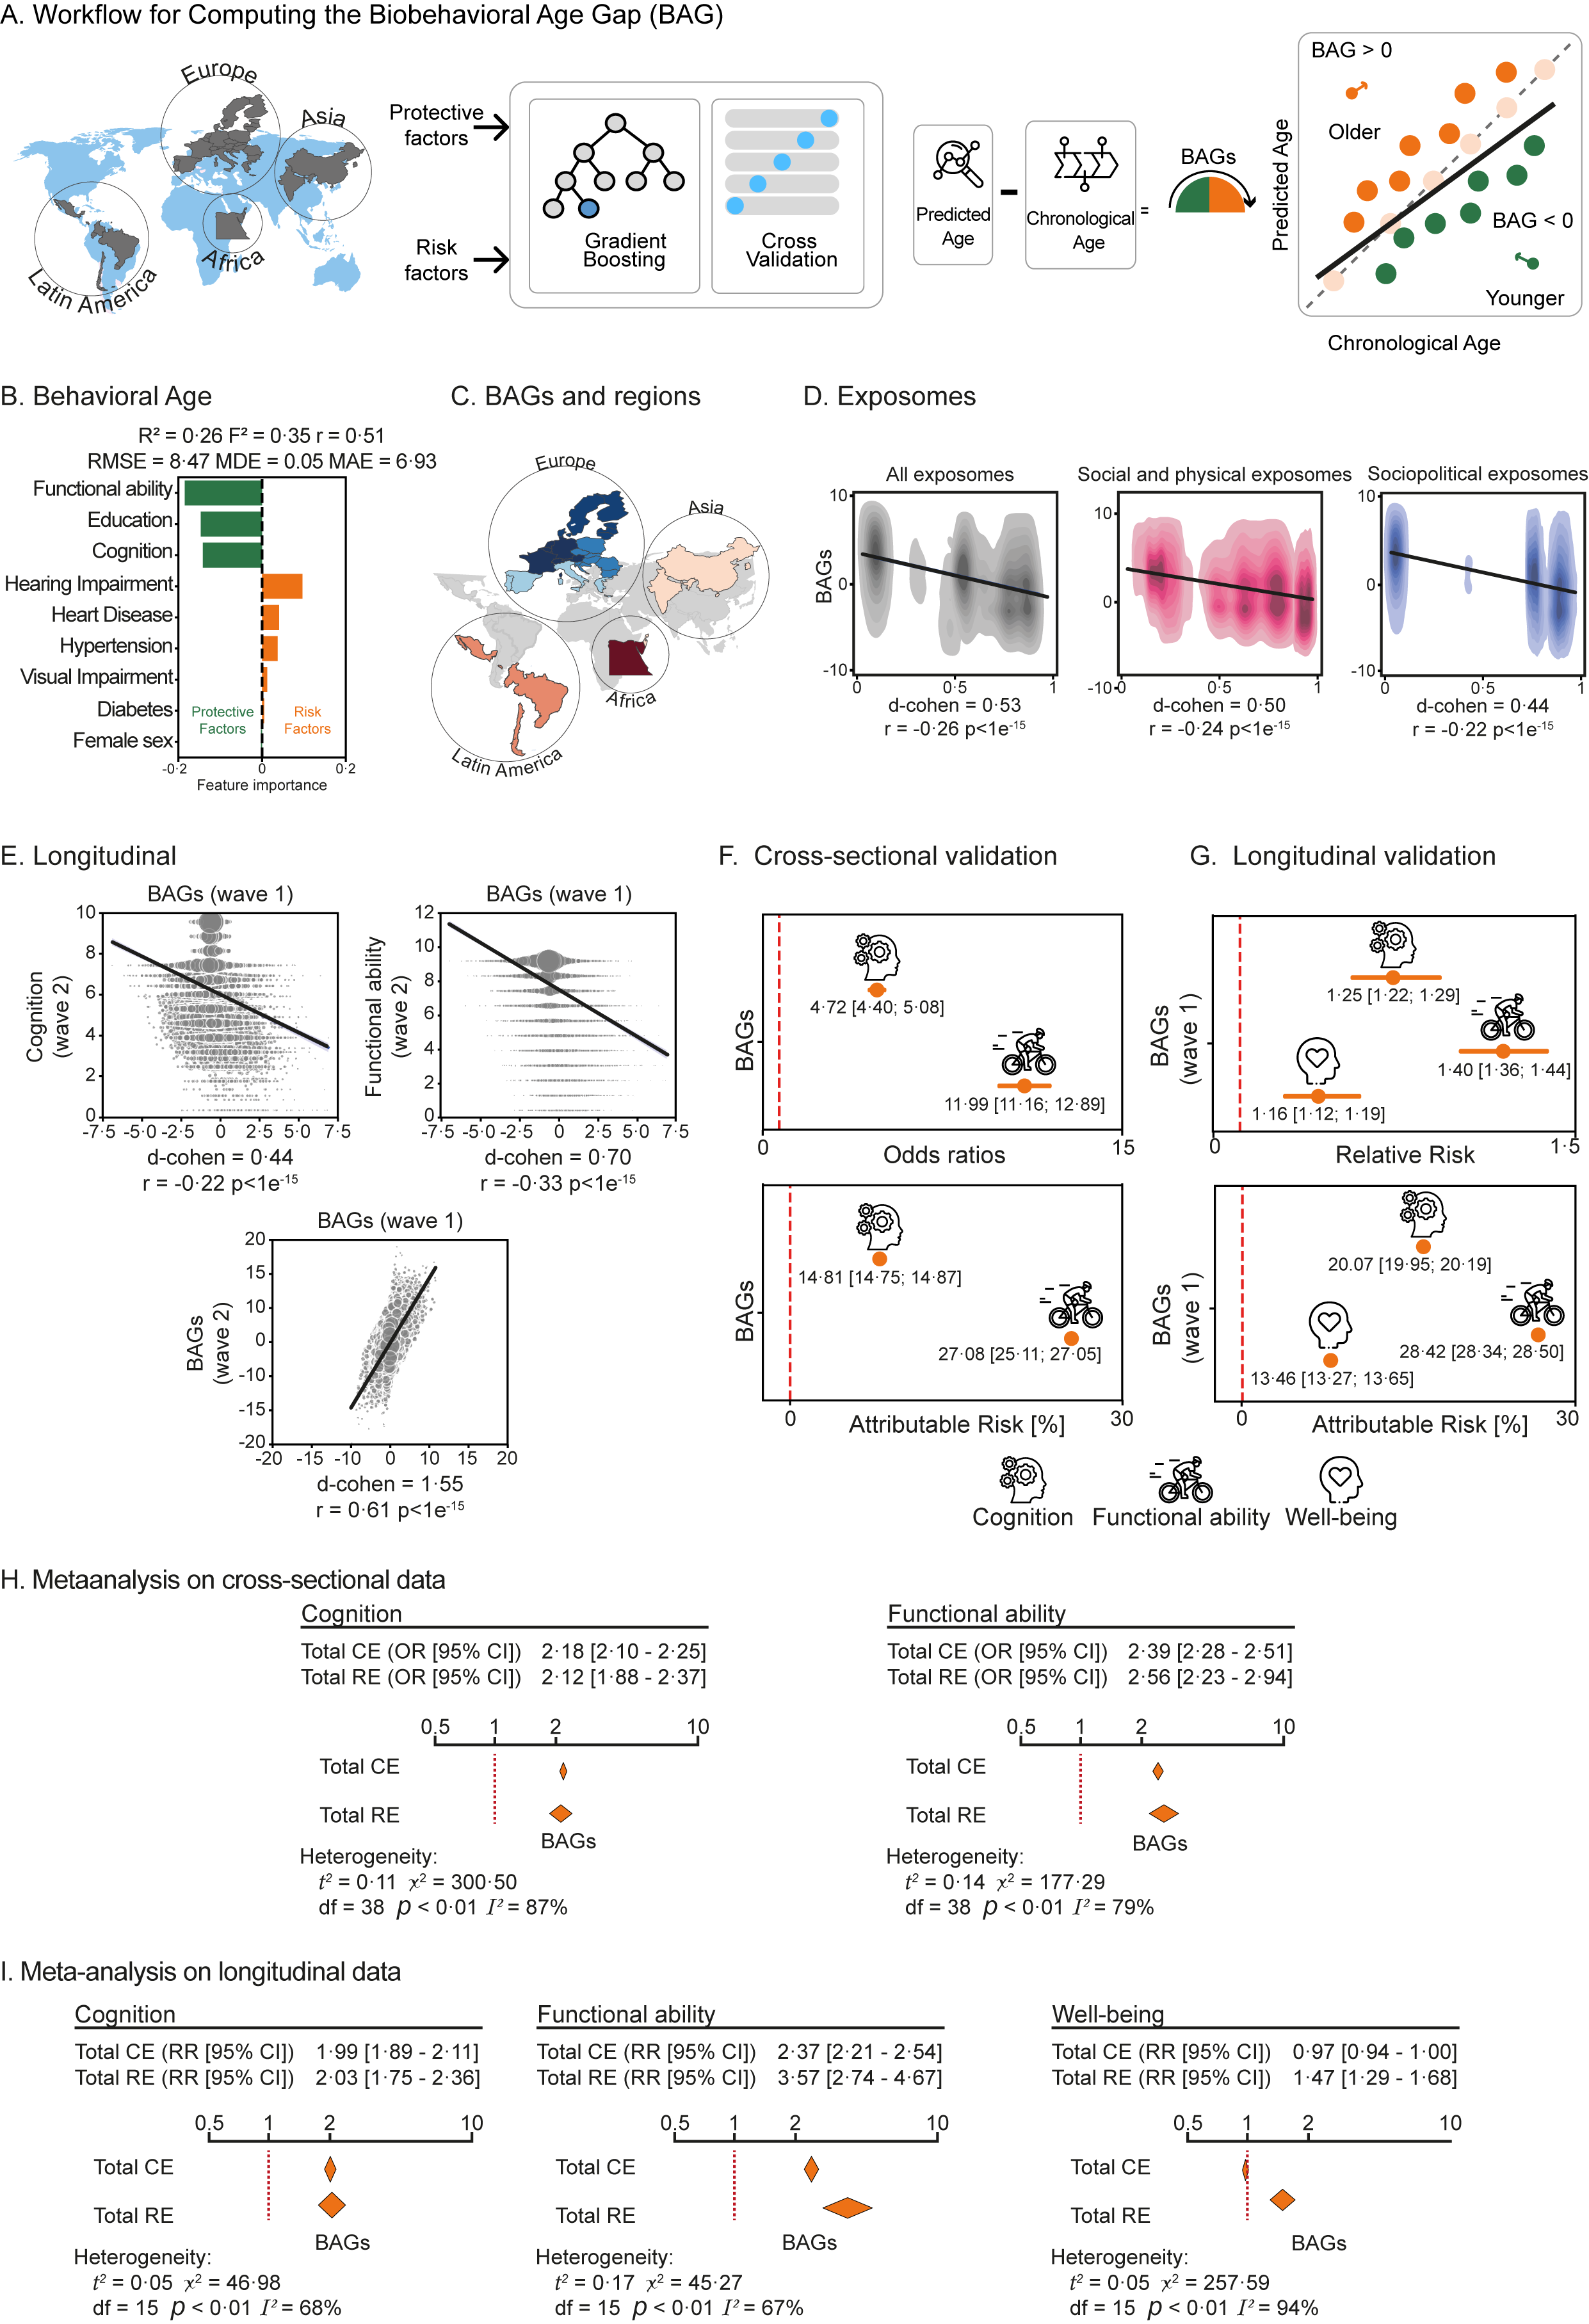 A. Workflow for Computing the Biobehavioral Age Gap (BAG)
Europe
Asia
Africa
Latin America
Protective
factors
Risk
factors
Gradient
Boosting
Cross
Validation
Predicted
Age
-
Chronological
Age
=
BAGs
BAG > 0
Older
BAG < 0
Younger
Predicted Age
Chronological Age
B. Behavioral Age
R² = 0·26 F² = 0·35 r = 0·51
RMSE = 8·47 MDE = 0.05 MAE = 6·93
Functional ability
Education
Cognition
Hearing Impairment
Heart Disease
Hypertension
Visual Impairment
Diabetes
Female sex
Protective
Factors
Risk
Factors
-0·2 0 0·2
Feature importance
C. BAGs and regions
Europe
Asia
Africa
Latin America
D. Exposomes
All exposomes
BAGs
10
0
-10
0 0·5 1
d-cohen = 0·53
r = -0·26 p<1e-15
Social and physical exposomes
10
0
-10
0 0·5 1
d-cohen = 0·50
r = -0·24 p<1e-15
Sociopolitical exposomes
10
0
-10
0 0·5 1
d-cohen = 0·44
r = -0·22 p<1e-15
E. Longitudinal
BAGs (wave 1)
Cognition
(wave 2)
10
8
6
4
2
0
-7·5 -5·0 -2·5 0 2·5 5·0 7·5
d-cohen = 0·44
r = -0·22 p<1e-15
BAGs (wave 1)
Functional ability
(wave 2)
12
10
8
6
4
2
0
-7·5 -5·0 -2·5 0 2·5 5·0 7·5
d-cohen = 0·70
r = -0·33 p<1e-15
BAGs (wave 1)
BAGs
(wave 2)
20
15
10
0
-10
-15
-20
-20 -15 -10 0 10 15 20
d-cohen = 1·55
r = 0·61 p<1e-15
F. Cross-sectional validation
BAGs
4·72 [4·40; 5·08]
11·99 [11·16; 12·89]
0 15
Odds ratios
BAGs
14·81 [14·75; 14·87]
27·08 [25·11; 27·05]
0 30
Attributable Risk [%]
G. Longitudinal validation
BAGs
(wave 1)
1·25 [1·22; 1·29]
1·40 [1·36; 1·44]
1·16 [1·12; 1·19]
0 1·5
Relative Risk
BAGs
(wave 1)
20.07 [19·95; 20·19]
28·42 [28·34; 28·50]
13·46 [13·27; 13·65]
0 30
Attributable Risk [%]
Cognition Functional ability Well-being
H. Metaanalysis on cross-sectional data
Cognition
Total CE (OR [95% CI]) 2·18 [2·10 - 2·25]
Total RE (OR [95% CI]) 2·12 [1·88 - 2·37]
0.5 1 2 10
Total CE
Total RE
BAGs
Heterogeneity:
t² = 0·11 χ² = 300·50
df = 38 p < 0·01 I² = 87%
Functional ability
Total CE (OR [95% CI]) 2·39 [2·28 - 2·51]
Total RE (OR [95% CI]) 2·56 [2·23 - 2·94]
0.5 1 2 10
Total CE
Total RE
BAGs
Heterogeneity:
t² = 0·14 χ² = 177·29
df = 38 p < 0·01 I² = 79%
I. Meta-analysis on longitudinal data
Cognition
Total CE (RR [95% CI]) 1·99 [1·89 - 2·11]
Total RE (RR [95% CI]) 2·03 [1·75 - 2·36]
0.5 1 2 10
Total CE
Total RE
BAGs
Heterogeneity:
t² = 0·05 χ² = 46·98
df = 15 p < 0·01 I² = 68%
Functional ability
Total CE (RR [95% CI]) 2·37 [2·21 - 2·54]
Total RE (RR [95% CI]) 3·57 [2·74 - 4·67]
0.5 1 2 10
Total CE
Total RE
BAGs
Heterogeneity:
t² = 0·17 χ² = 45·27
df = 15 p < 0·01 I² = 67%
Well-being
Total CE (RR [95% CI]) 0·97 [0·94 - 1·00]
Total RE (RR [95% CI]) 1·47 [1·29 - 1·68]
0.5 1 2 10
Total CE
Total RE
BAGs
Heterogeneity:
t² = 0·05 χ² = 257·59
df = 15 p < 0·01 I² = 94%